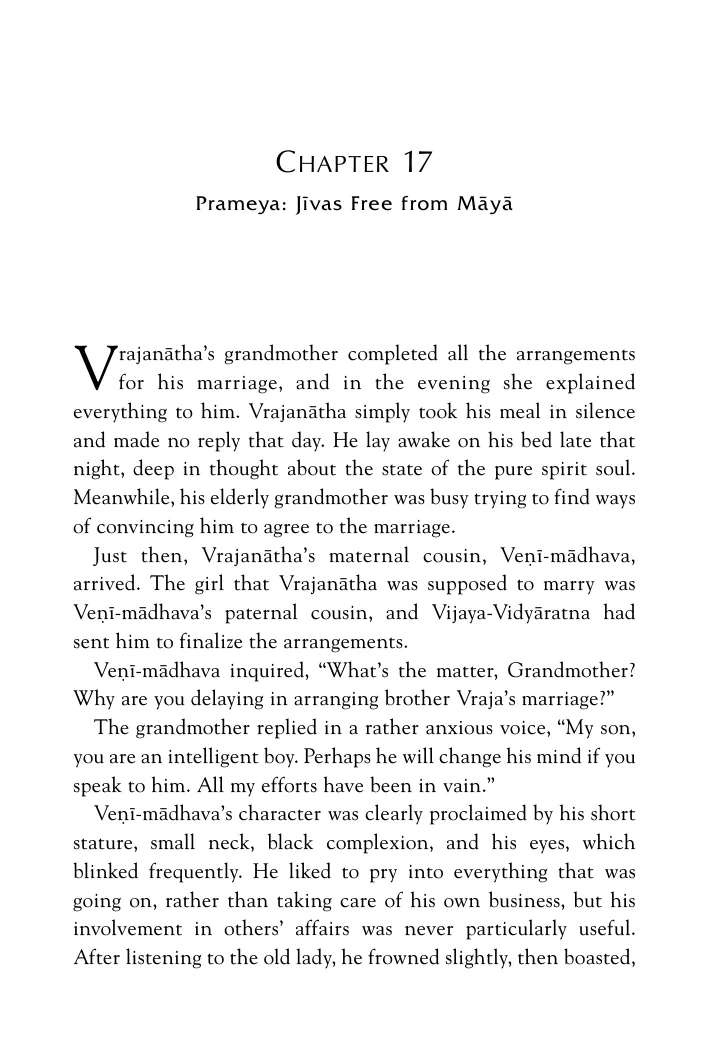 Chapter 17
Prameya: Jīvas Free from Māyā
Vrajanātha’s grandmother completed all the arrangements
for his marriage, and in the evening she explained
everything to him. Vrajanātha simply took his meal in silence
and made no reply that day. He lay awake on his bed late that
night, deep in thought about the state of the pure spirit soul.
Meanwhile, his elderly grandmother was busy trying to find ways
of convincing him to agree to the marriage.
Just then, Vrajanātha’s maternal cousin, Veṇī-mādhava,
arrived. The girl that Vrajanātha was supposed to marry was
Veṇī-mādhava’s paternal cousin, and Vijaya-Vidyāratna had
sent him to finalize the arrangements.
Veṇī-mādhava inquired, “What’s the matter, Grandmother?
Why are you delaying in arranging brother Vraja’s marriage?”
The grandmother replied in a rather anxious voice, “My son,
you are an intelligent boy. Perhaps he will change his mind if you
speak to him. All my efforts have been in vain.”
Veṇī-mādhava’s character was clearly proclaimed by his short
stature, small neck, black complexion, and his eyes, which
blinked frequently. He liked to pry into everything that was
going on, rather than taking care of his own business, but his
involvement in others’ affairs was never particularly useful.
After listening to the old lady, he frowned slightly, then boasted,